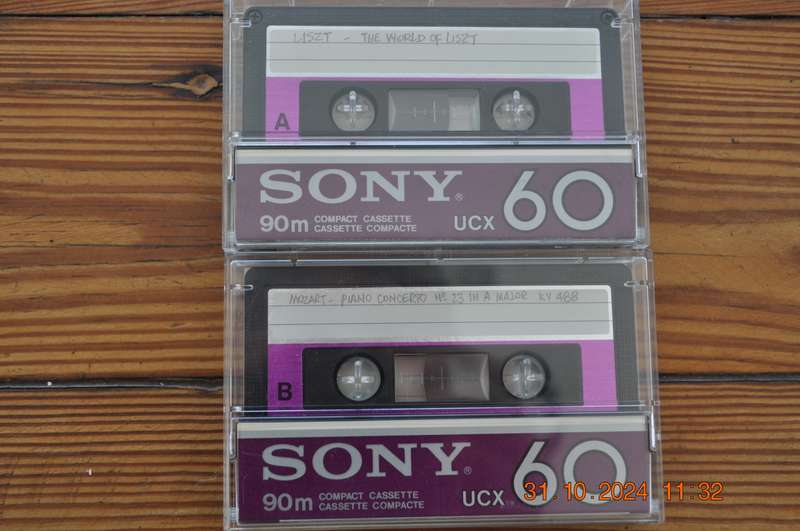 LISZT - THE WORLD OF LISZT
A
SONY®
90m COMPACT CASSETTE
CASSETTE COMPACTE
UCX 60
MOZART - PIANO CONCERTO Nº 23 IN A MAJOR KV 488
B
SONY®
90m COMPACT CASSETTE
CASSETTE COMPACTE
UCX 60
31.10.2024 11:32